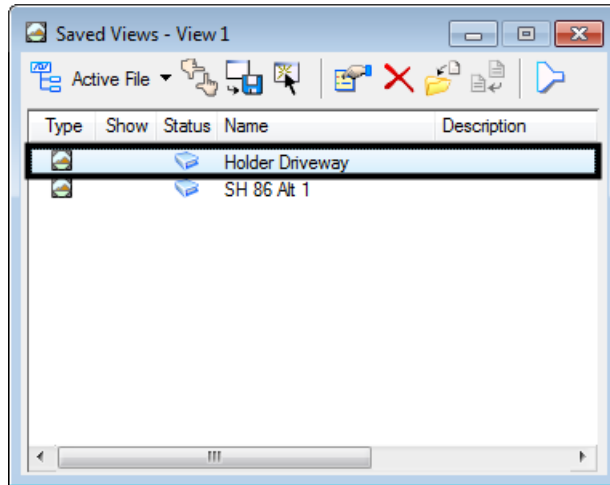 Saved Views - View 1
Active File
Type Show Status Name Description
Holder Driveway
SH 86 Alt 1